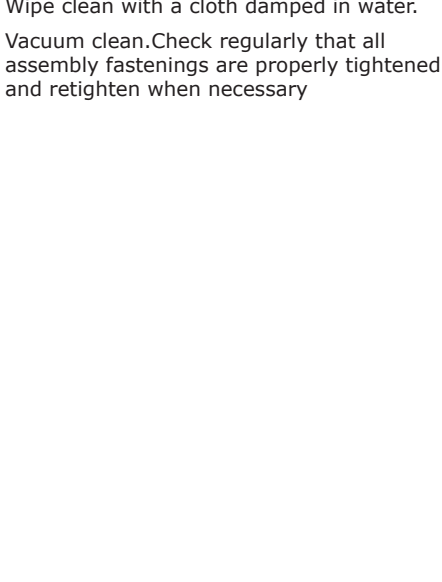 Wipe clean with a cloth damped in water.
Vacuum clean.Check regularly that all
assembly fastenings are properly tightened
and retighten when necessary